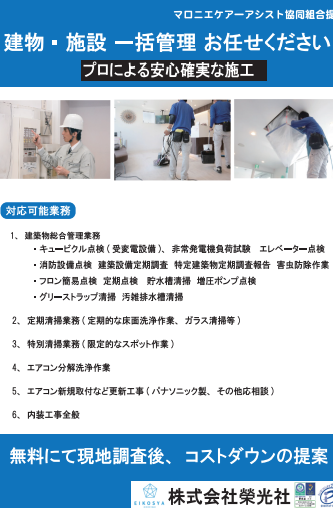 マロニエケアーアシスト協同組合提
建物・施設 一括管理 お任せください
プロによる安心確実な施工
対応可能業務
1、 建築物総合管理業務
・キュービクル点検 ( 受変電設備 )、 非常発電機負荷試験　エレベーター点検
・消防設備点検　建築設備定期調査　特定建築物定期調査報告　害虫防除作業
・フロン簡易点検　定期点検　貯水槽清掃　増圧ポンプ点検
・グリーストラップ清掃　汚雑排水槽清掃
2、 定期清掃業務 ( 定期的な床面洗浄作業、 ガラス清掃等 )
3、 特別清掃業務 ( 限定的なスポット作業 )
4、 エアコン分解洗浄作業
5、 エアコン新規取付など更新工事 ( パナソニック製、 その他応相談 )
6、 内装工事全般
無料にて現地調査後、 コストダウンの提案
EIKOSYA 株式会社榮光社